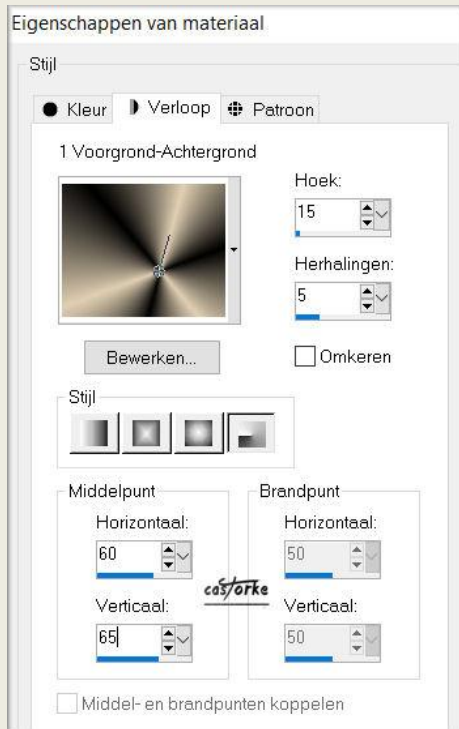 Eigenschappen van materiaal
Stijl
Kleur Verloop Patroon
1 Voorgrond-Achtergrond
Hoek:
15
Herhalingen:
5
Bewerken...
Omkeren
Stijl
Middelpunt
Horizontaal:
60
Verticaal:
65
Brandpunt
Horizontaal:
50
Verticaal:
50
castorke
Middel- en brandpunten koppelen